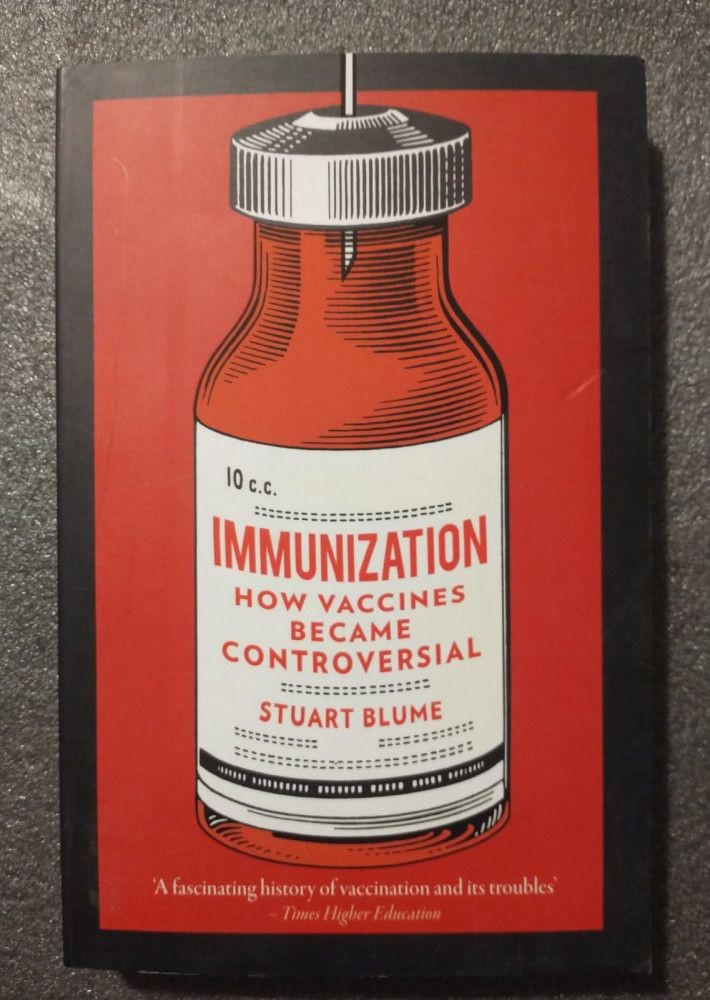 10 c.c.
IMMUNIZATION
HOW VACCINES
BECAME
CONTROVERSIAL
STUART BLUME
‘A fascinating history of vaccination and its troubles’
– Times Higher Education